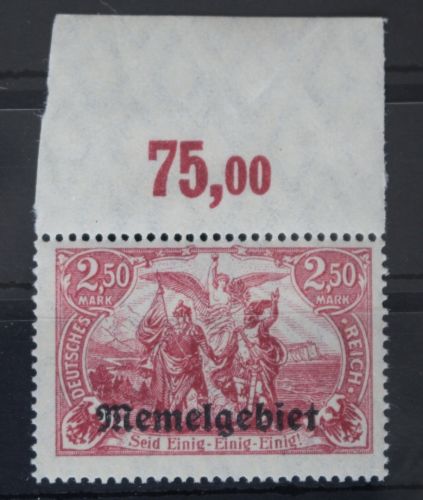 75,00
2,50 2,50
MARK MARK
DEUTSCHES REICH
Memelgebiet
Seid Einig-Einig-Einig!